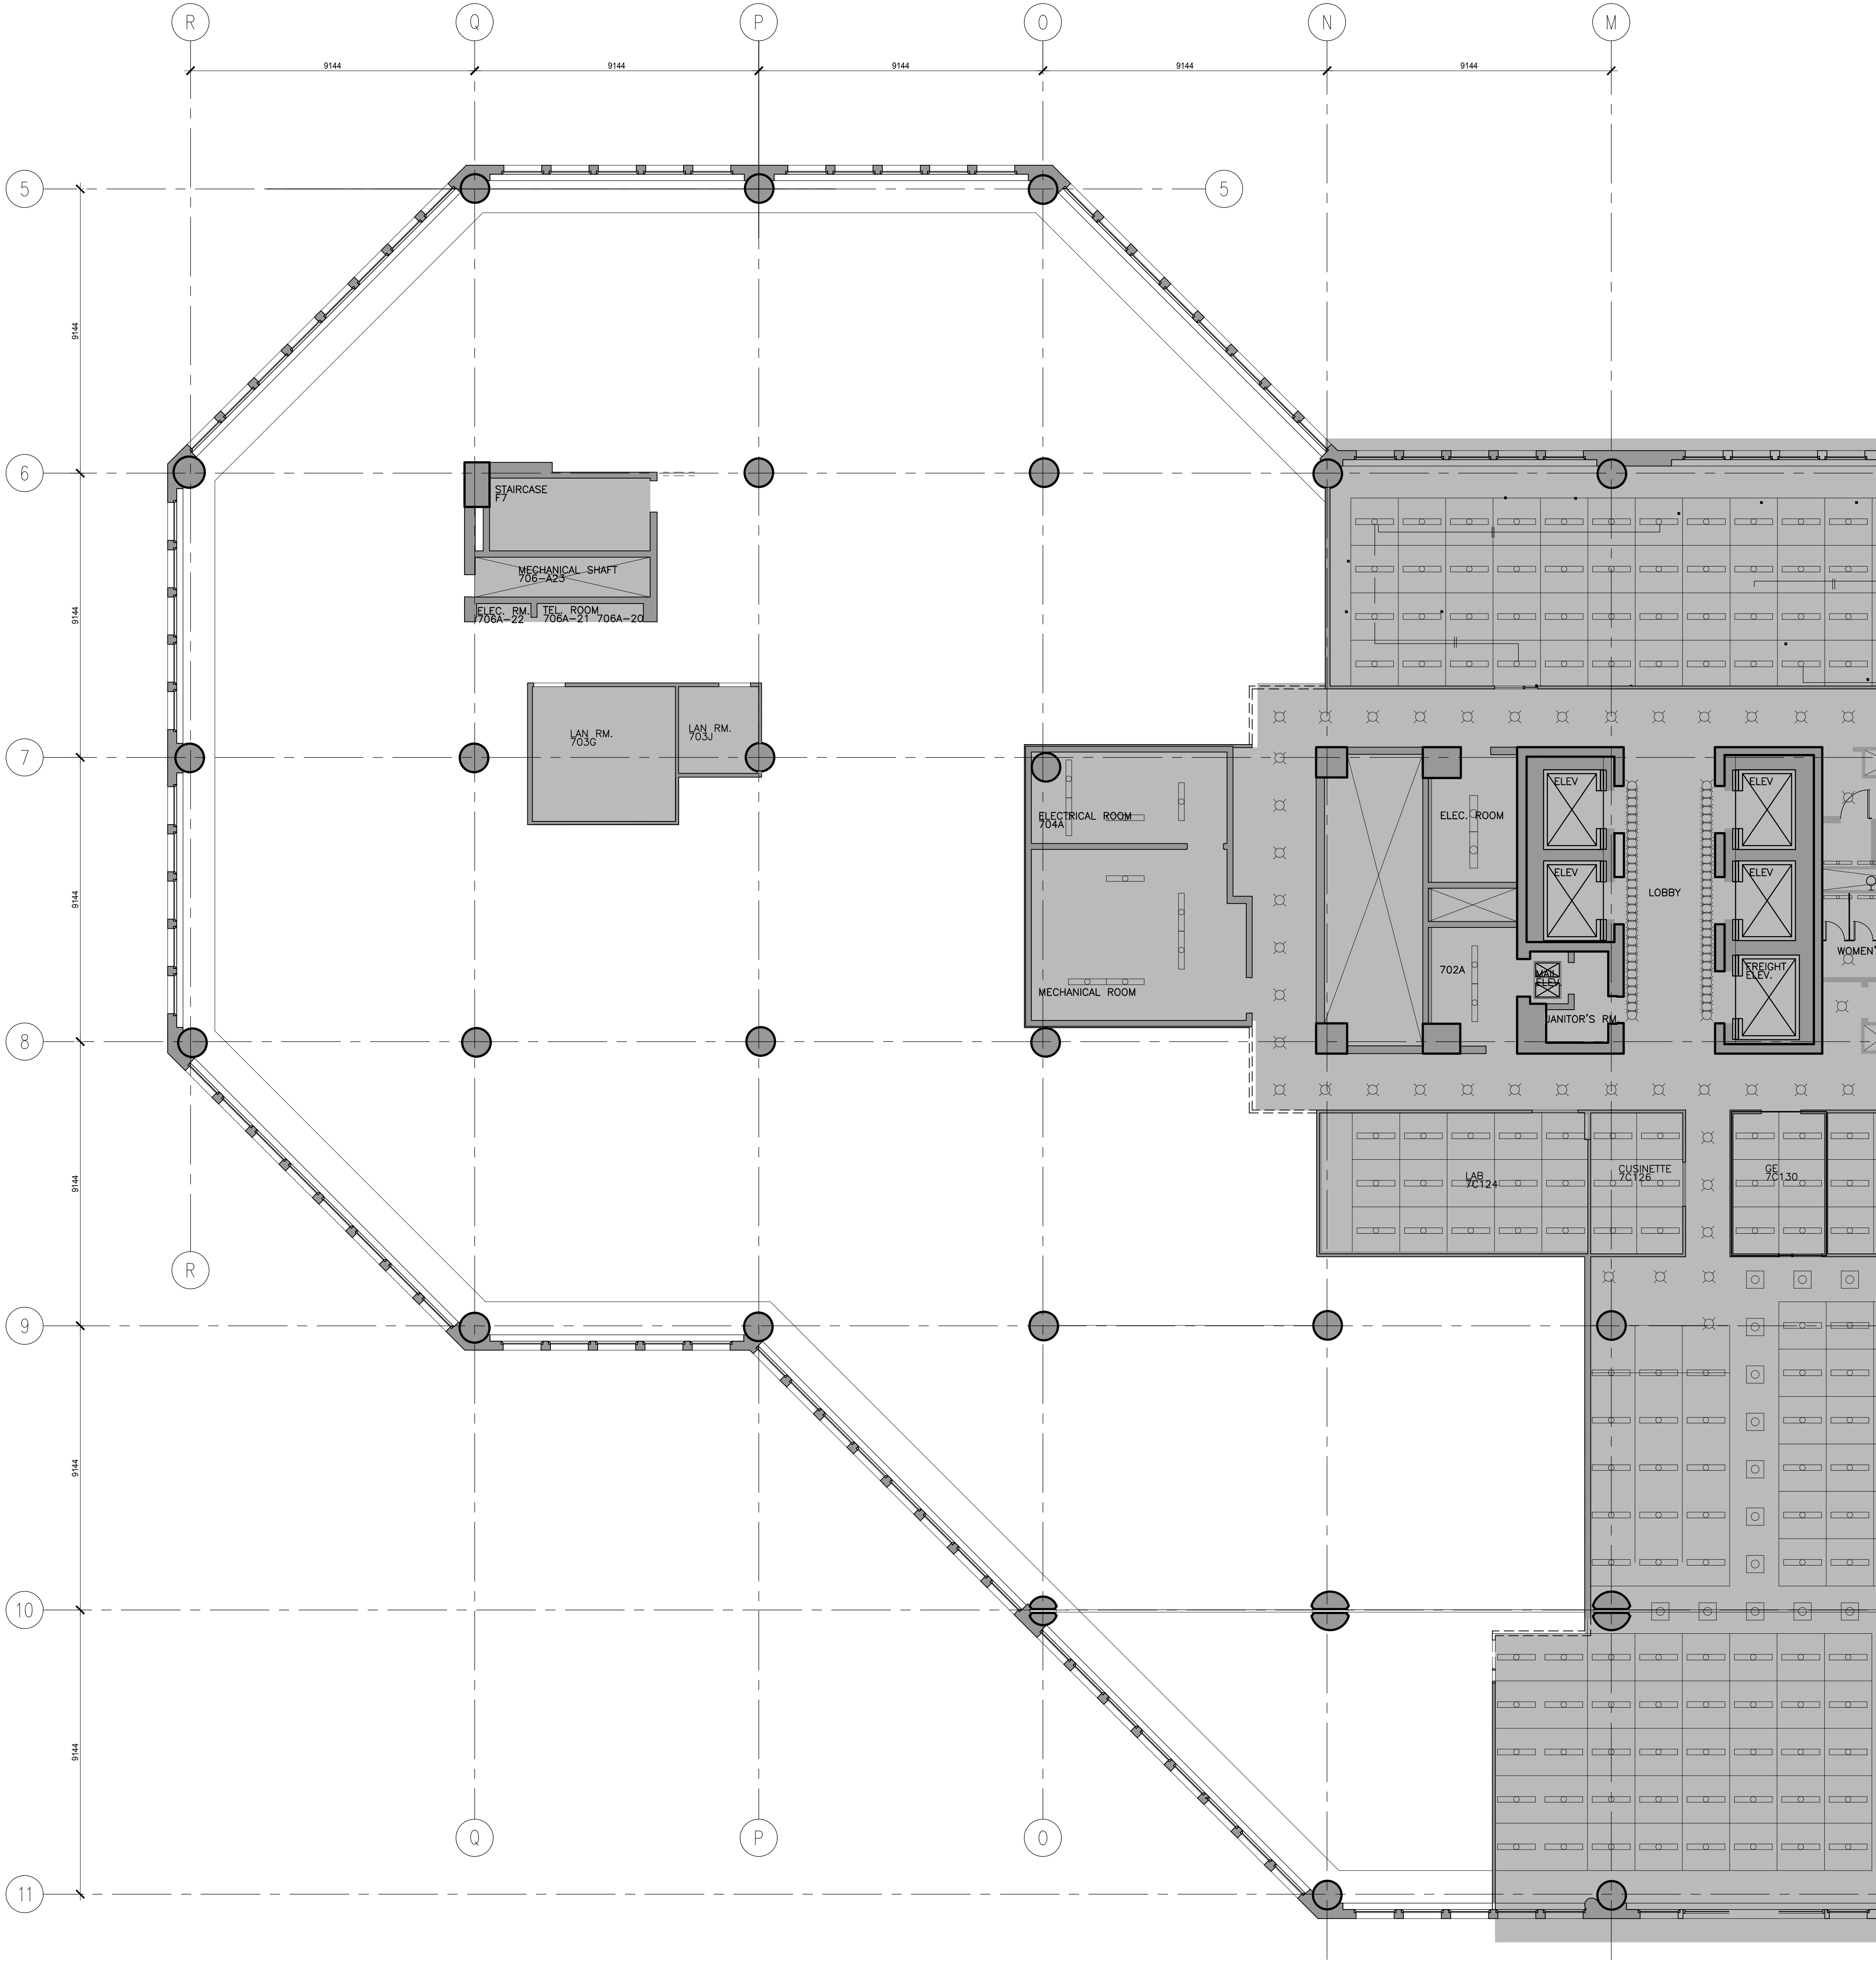 R Q P O N M
9144 9144 9144 9144 9144
5 5
9144
6
STAIRCASE
F7
MECHANICAL SHAFT
706-A23
ELEC. RM. TEL. ROOM
706A-22 706A-21 706A-20
9144
LAN RM.
703G
LAN RM.
703J
7
ELECTRICAL ROOM
704A
ELEC. ROOM
ELEV
ELEV
ELEV
ELEV
LOBBY
9144
WOMEN'
702A
MAIL
ELEV.
FREIGHT
ELEV.
MECHANICAL ROOM
JANITOR'S RM.
8
9144
LAB
7C124
CUSINETTE
7C126
GE
7C130
R
9
9144
10
9144
Q P O
11